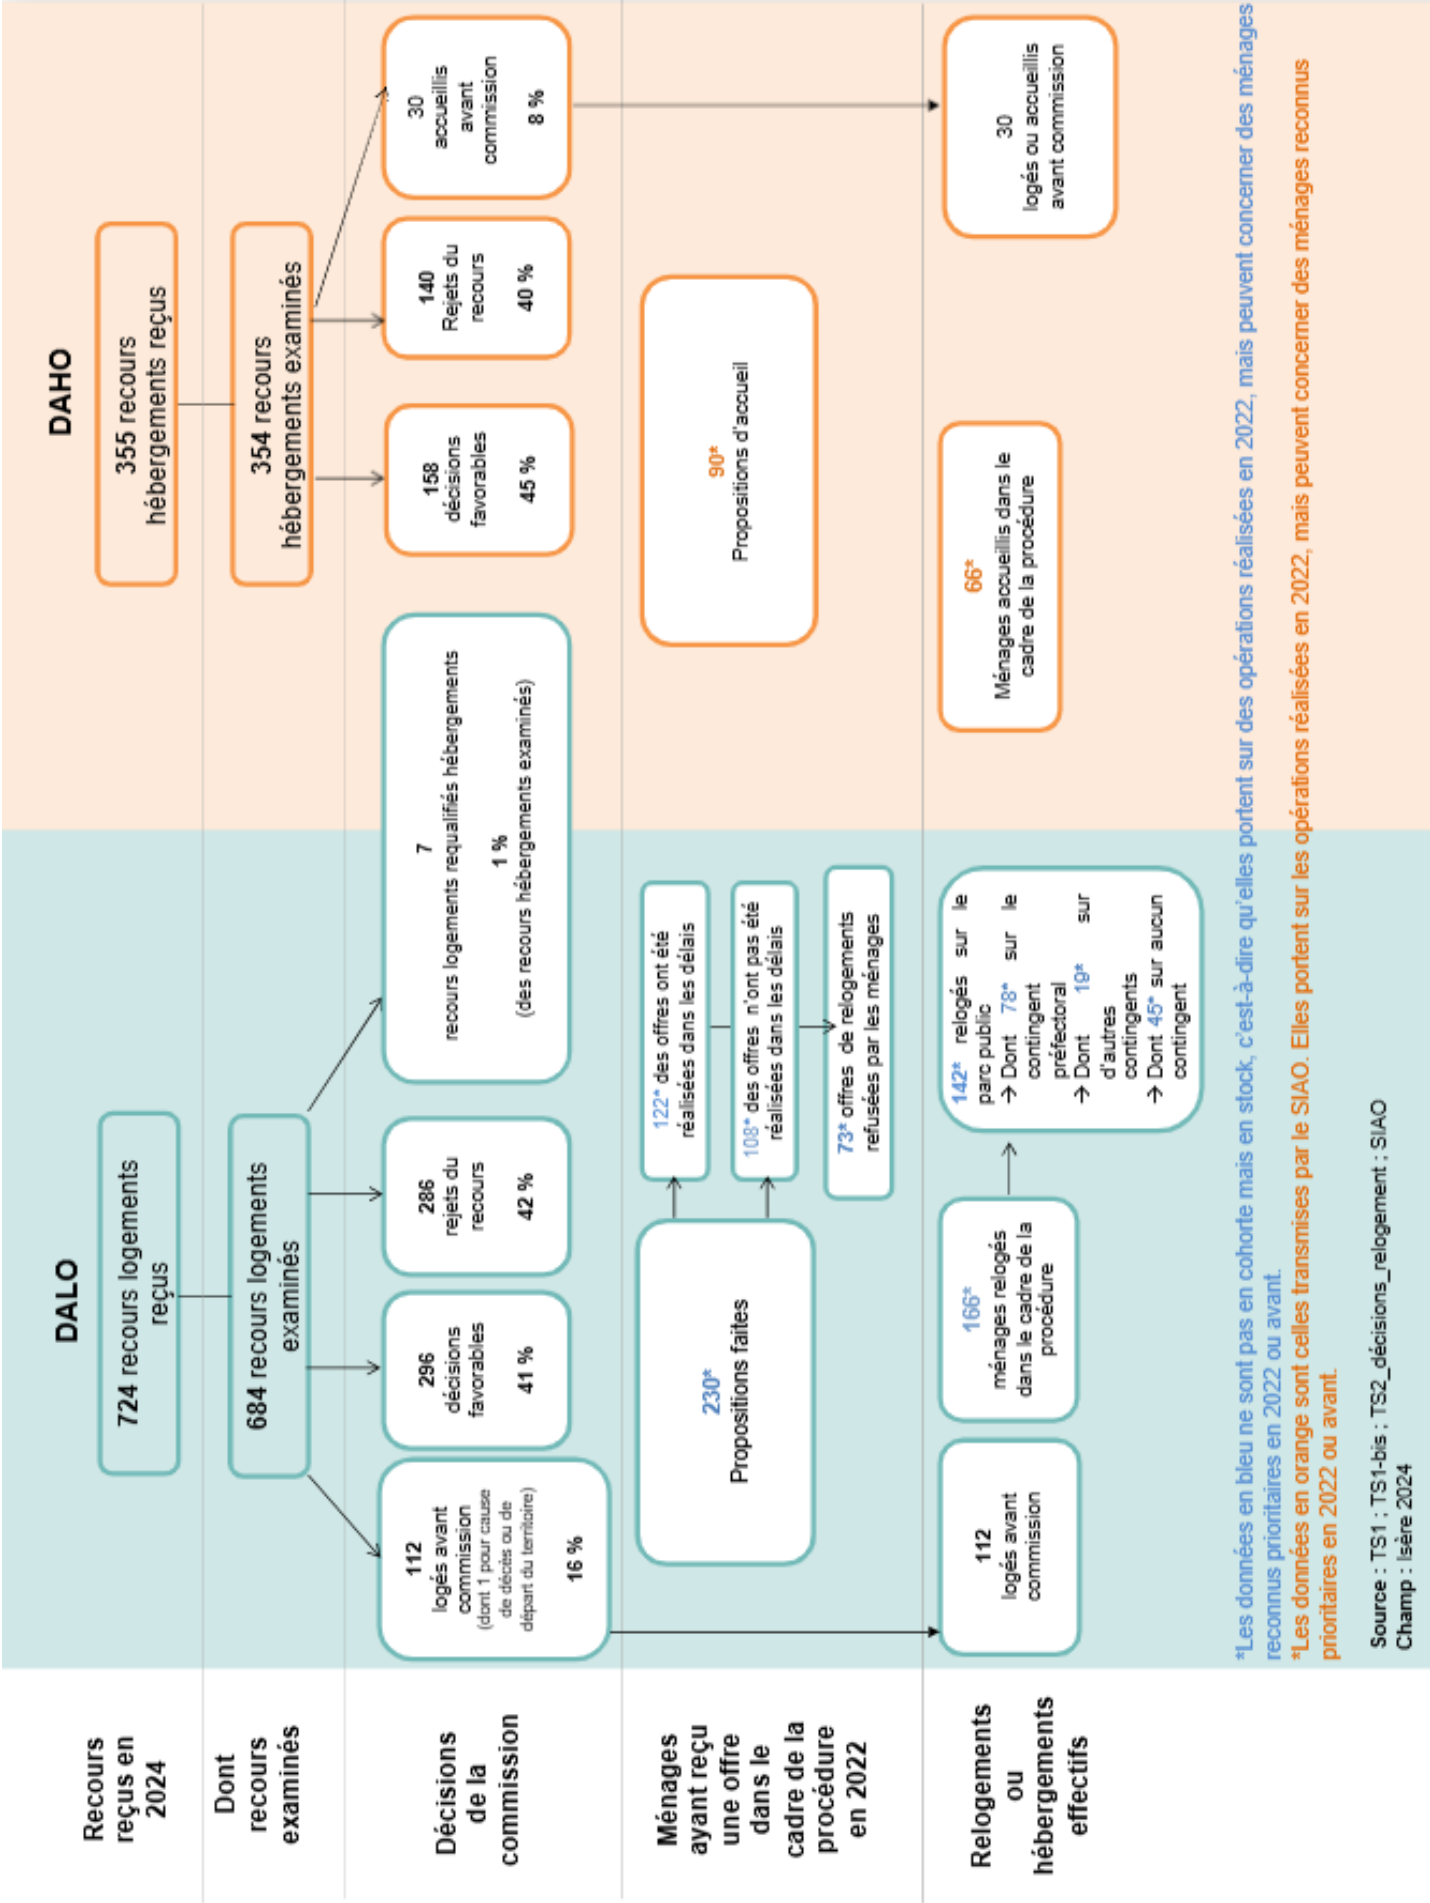 DALO
DAHO
Recours
reçus en
2024
724 recours logements
reçus
355 recours
hébergements reçus
Dont
recours
examinés
684 recours logements
examinés
354 recours
hébergements examinés
Décisions
de la
commission
112
logés avant
commission
(dont 1 pour cause
de décès ou de
départ du territoire)
16 %
296
décisions
favorables
41 %
286
rejets du
recours
42 %
7
recours logements requalifiés hébergements
1 %
(des recours hébergements examinés)
158
décisions
favorables
45 %
140
Rejets du
recours
40 %
30
accueillis
avant
commission
8 %
Ménages
ayant reçu
une offre
dans le
cadre de la
procédure
en 2022
230*
Propositions faites
122* des offres ont été
réalisées dans les délais
108* des offres n'ont pas été
réalisées dans les délais
73* offres de relogements
refusées par les ménages
90*
Propositions d'accueil
Relogements
ou
hébergements
effectifs
112
logés avant
commission
166*
ménages relogés
dans le cadre de la
procédure
142* relogés sur le
parc public
→ Dont 78* sur le
contingent
préfectoral
→ Dont 19* sur
d'autres
contingents
→ Dont 45* sur aucun
contingent
66*
Ménages accueillis dans le
cadre de la procédure
30
logés ou accueillis
avant commission
*Les données en bleu ne sont pas en cohorte mais en stock, c'est-à-dire qu'elles portent sur des opérations réalisées en 2022, mais peuvent concerner des ménages
reconnus prioritaires en 2022 ou avant.
*Les données en orange sont celles transmises par le SIAO. Elles portent sur les opérations réalisées en 2022, mais peuvent concerner des ménages reconnus
prioritaires en 2022 ou avant.
Source : TS1 ; TS1-bis ; TS2_décisions_relogement ; SIAO
Champ : Isère 2024